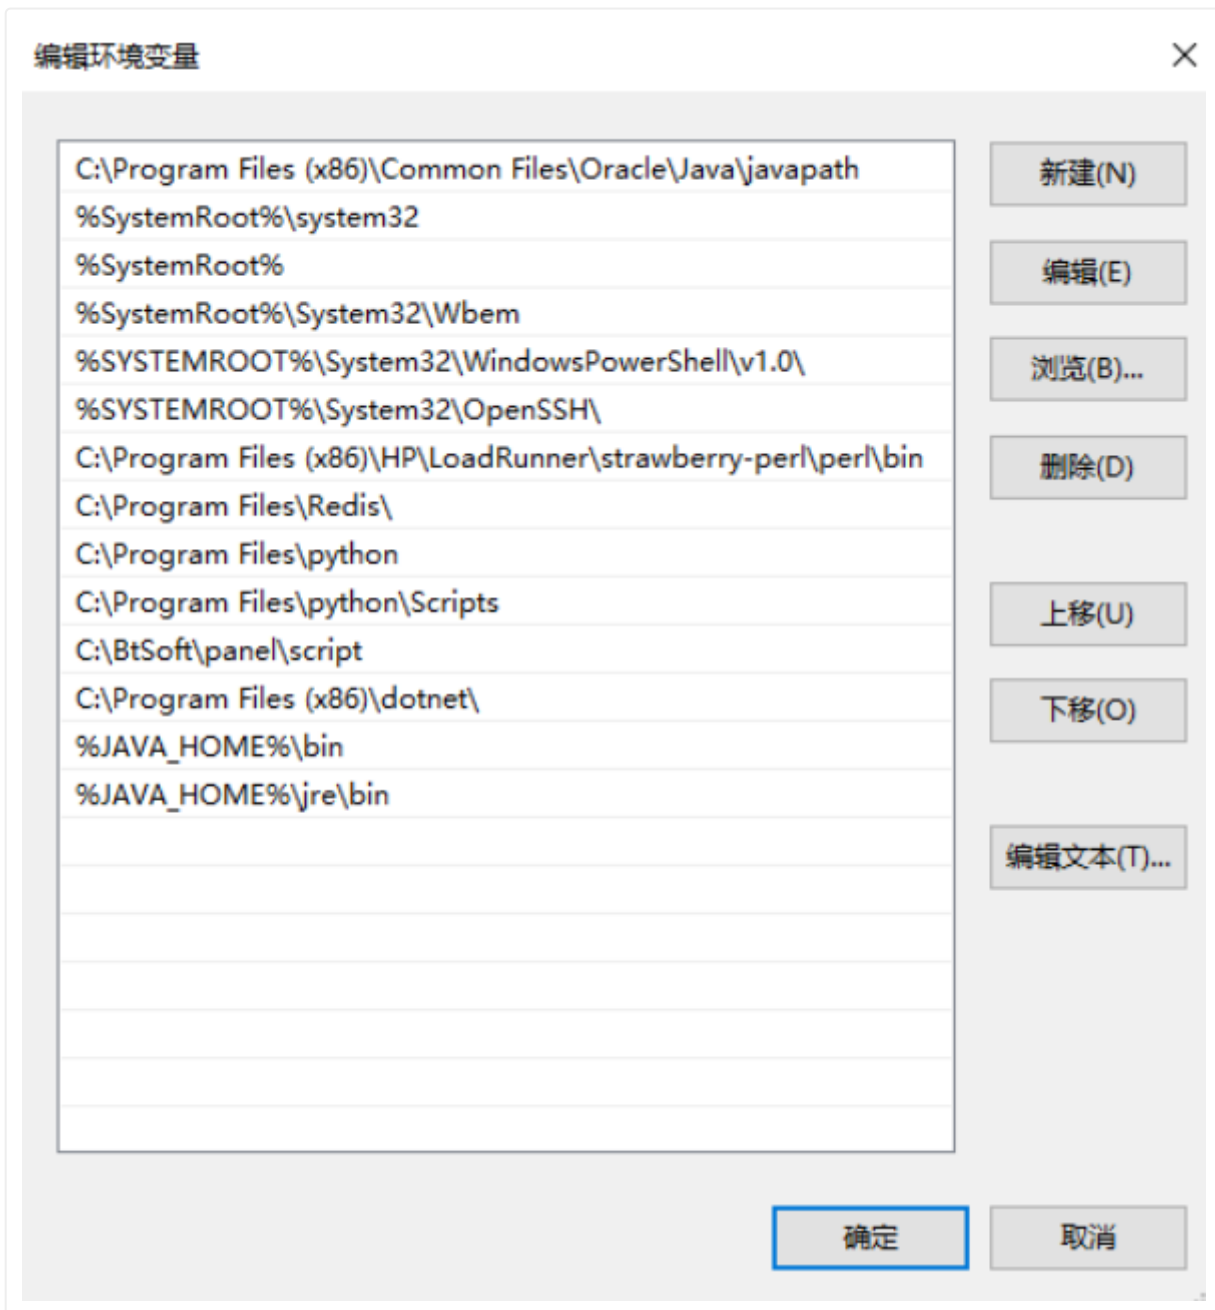 编辑环境变量
C:\Program Files (x86)\Common Files\Oracle\Java\javapath
%SystemRoot%\system32
%SystemRoot%
%SystemRoot%\System32\Wbem
%SYSTEMROOT%\System32\WindowsPowerShell\v1.0\
%SYSTEMROOT%\System32\OpenSSH\
C:\Program Files (x86)\HP\LoadRunner\strawberry-perl\perl\bin
C:\Program Files\Redis\
C:\Program Files\python
C:\Program Files\python\Scripts
C:\BtSoft\panel\script
C:\Program Files (x86)\dotnet\
%JAVA_HOME%\bin
%JAVA_HOME%\jre\bin
新建(N)
编辑(E)
浏览(B)...
删除(D)
上移(U)
下移(O)
编辑文本(T)...
确定
取消